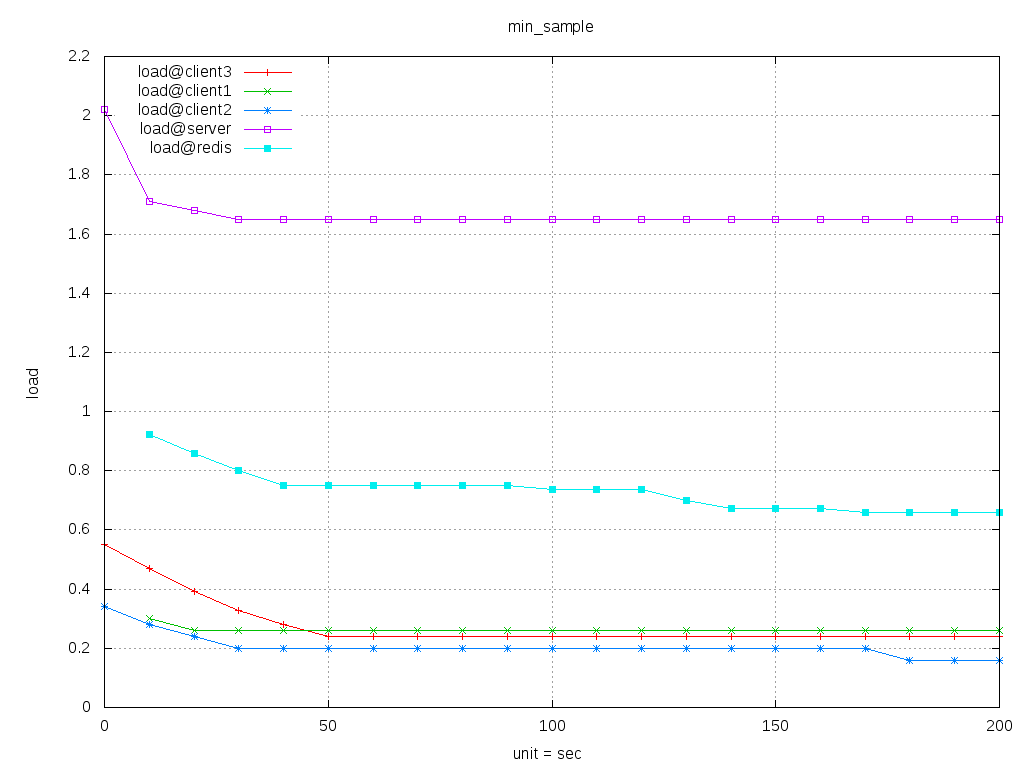 min_sample
load@client3
load@client1
load@client2
load@server
load@redis
2.2
2
1.8
1.6
1.4
1.2
1
0.8
0.6
0.4
0.2
0
load
0 50 100 150 200
unit = sec